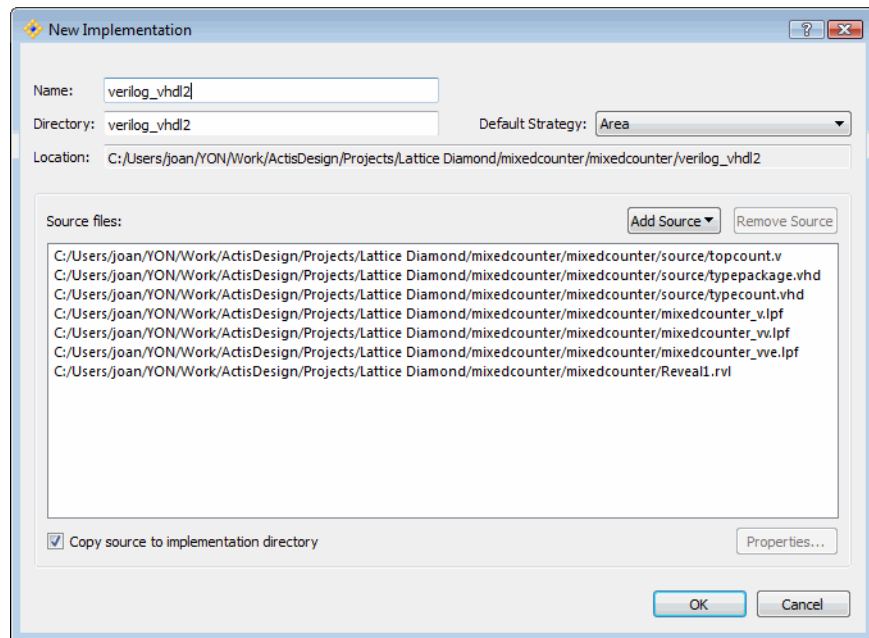 New Implementation
Name: verilog_vhdl2
Directory: verilog_vhdl2 Default Strategy: Area
Location: C:/Users/joan/YON/Work/ActisDesign/Projects/Lattice Diamond/mixedcounter/mixedcounter/verilog_vhdl2
Source files: Add Source Remove Source
C:/Users/joan/YON/Work/ActisDesign/Projects/Lattice Diamond/mixedcounter/mixedcounter/source/topcount.v
C:/Users/joan/YON/Work/ActisDesign/Projects/Lattice Diamond/mixedcounter/mixedcounter/source/typepackage.vhd
C:/Users/joan/YON/Work/ActisDesign/Projects/Lattice Diamond/mixedcounter/mixedcounter/source/typecount.vhd
C:/Users/joan/YON/Work/ActisDesign/Projects/Lattice Diamond/mixedcounter/mixedcounter/mixedcounter_v.lpf
C:/Users/joan/YON/Work/ActisDesign/Projects/Lattice Diamond/mixedcounter/mixedcounter/mixedcounter_vv.lpf
C:/Users/joan/YON/Work/ActisDesign/Projects/Lattice Diamond/mixedcounter/mixedcounter/mixedcounter_vve.lpf
C:/Users/joan/YON/Work/ActisDesign/Projects/Lattice Diamond/mixedcounter/mixedcounter/Reveal1.rvl
Copy source to implementation directory Properties...
OK Cancel